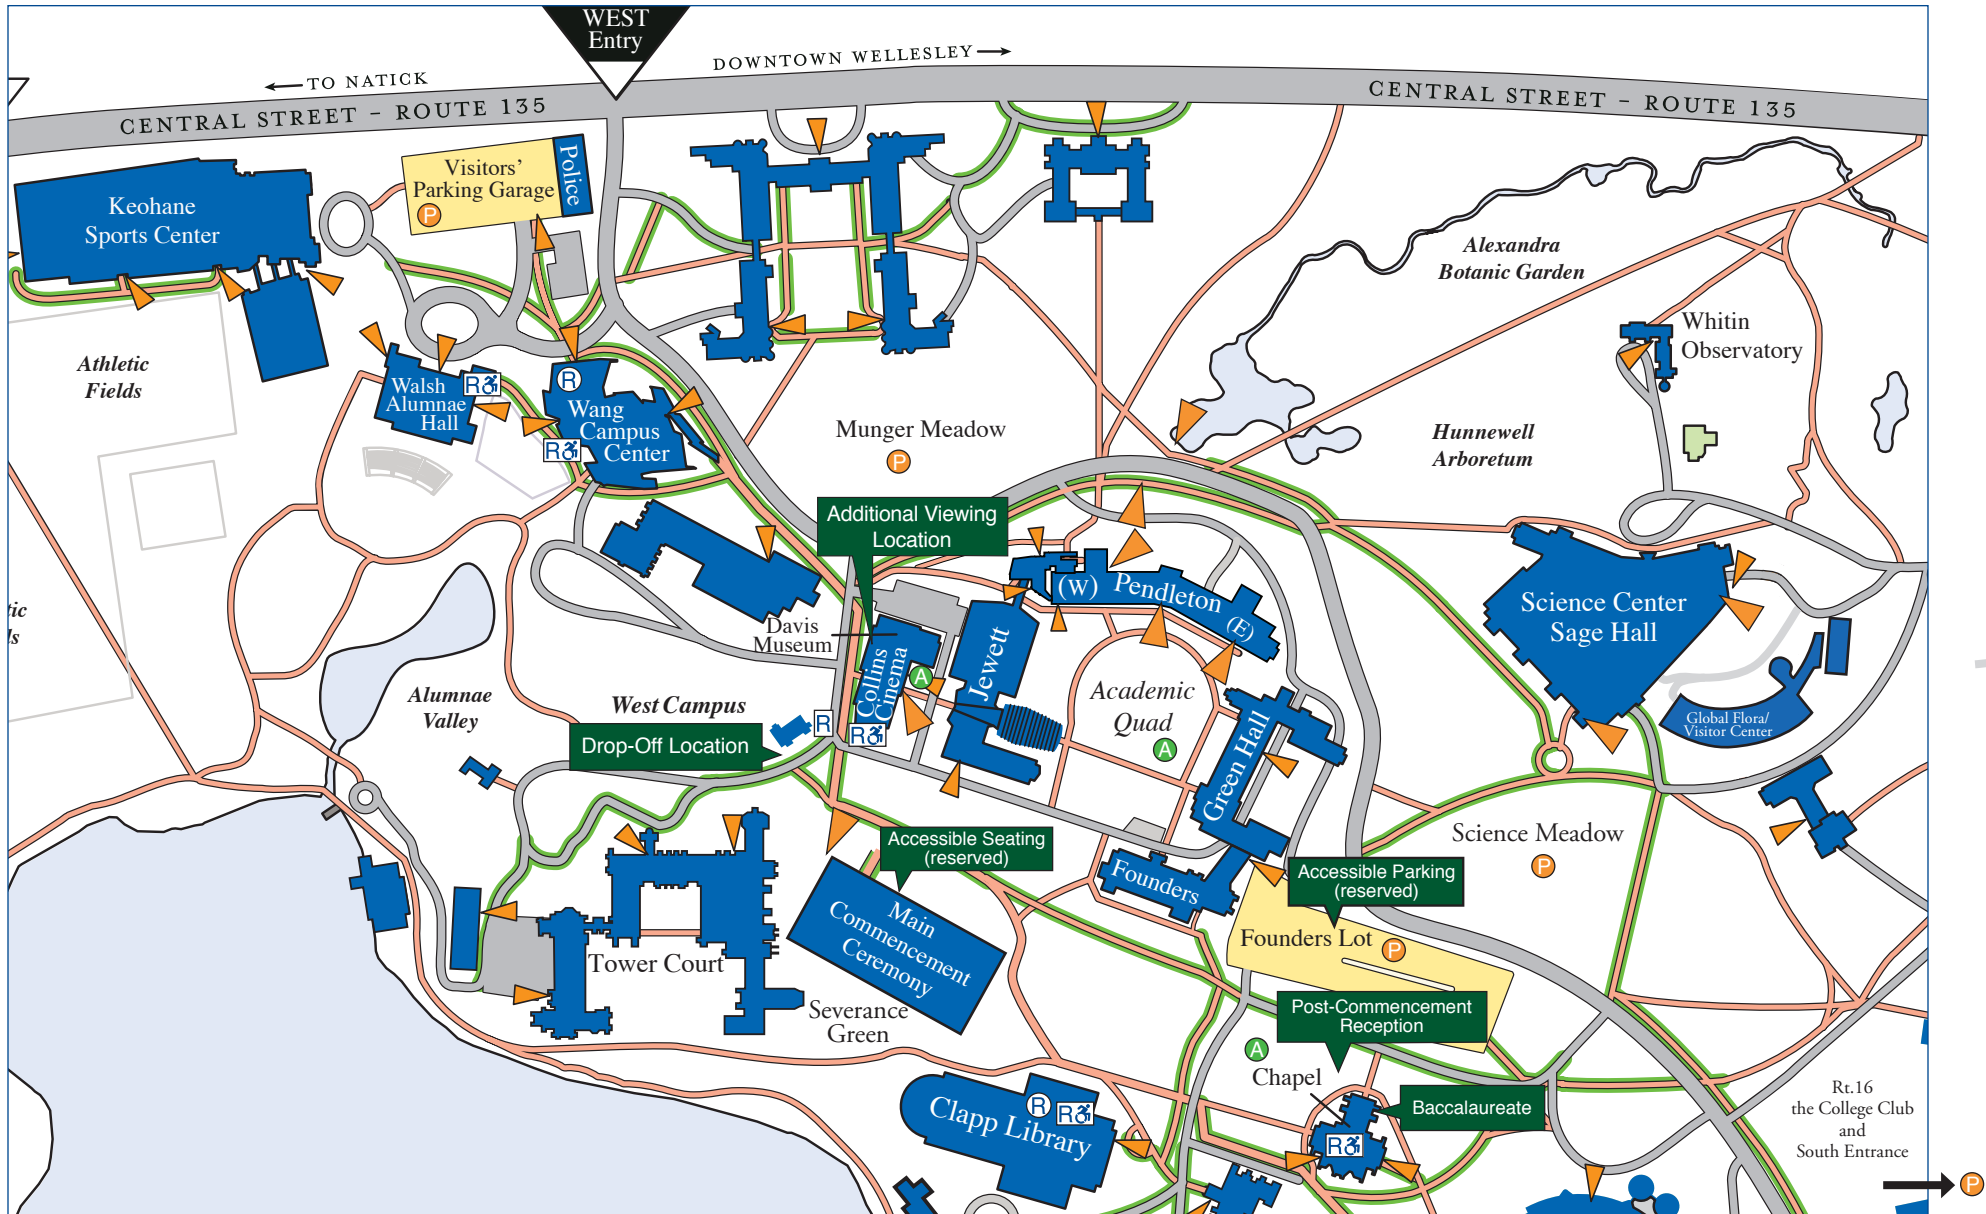 WEST
Entry
DOWNTOWN WELLESLEY
TO NATICK
CENTRAL STREET – ROUTE 135
CENTRAL STREET – ROUTE 135
Visitors’
Parking Garage
P
Police
Keohane
Sports Center
Alexandra
Botanic Garden
Whitin
Observatory
Athletic
Fields
Walsh
Alumnae
Hall
R
R
Wang
Campus
Center
R
Munger Meadow
P
Hunnewell
Arboretum
Additional Viewing
Location
(W) Pendleton
(E)
Science Center
Sage Hall
tic
ls
Davis
Museum
Collins
Cinema
A
Jewett
Academic
Quad
A
Alumnae
Valley
West Campus
R
R
Drop-Off Location
Green Hall
Global Flora/
Visitor Center
Accessible Seating
(reserved)
Science Meadow
P
Founders
Accessible Parking
(reserved)
Main
Commencement
Ceremony
Founders Lot
P
Tower Court
Severance
Green
Post-Commencement
Reception
A
Chapel
Baccalaureate
R
Clapp Library
R
R
Rt.16
the College Club
and
South Entrance
P